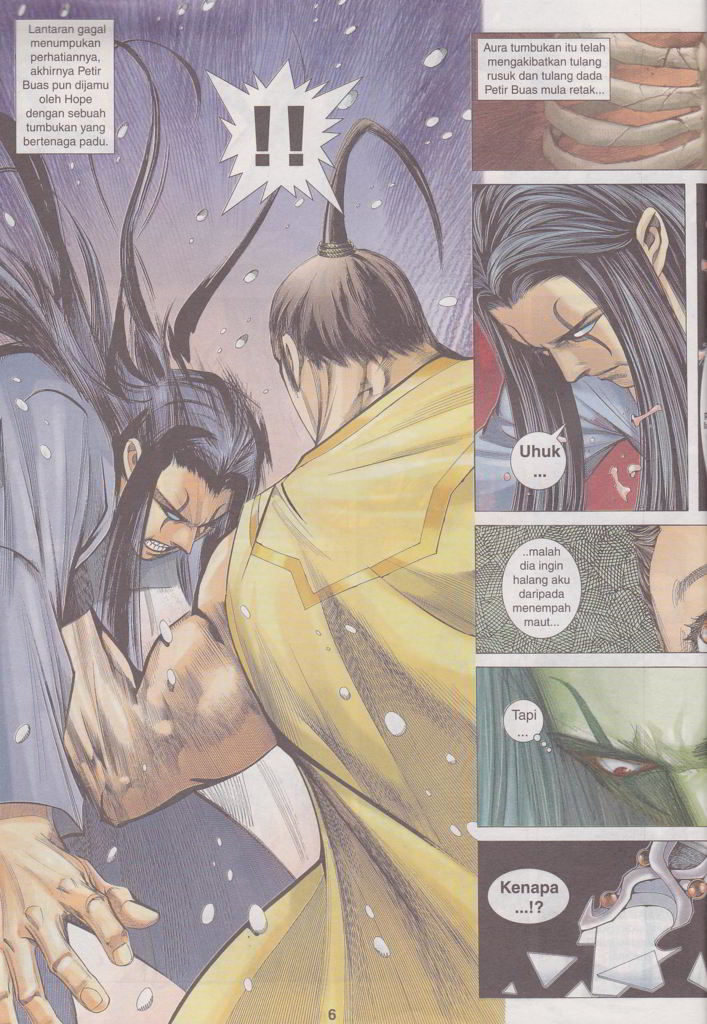 Lantaran gagal
menumpukan
perhatiannya,
akhirnya Petir
Buas pun dijamu
oleh Hope
dengan sebuah
tumbukan yang
bertenaga padu.
!!
Aura tumbukan itu telah
mengakibatkan tulang
rusuk dan tulang dada
Petir Buas mula retak...
Uhuk
...
..malah
dia ingin
halang aku
daripada
menempah
maut...
Tapi
...
Kenapa
...!?
6